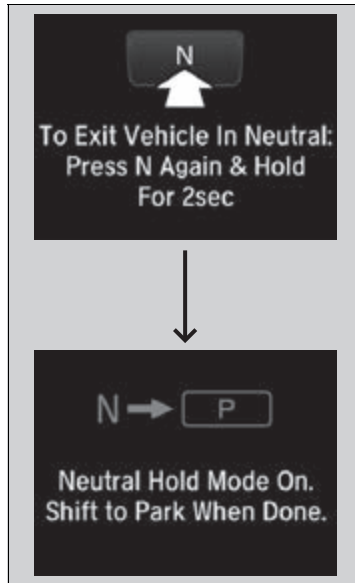 N
To Exit Vehicle In Neutral:
Press N Again & Hold
For 2sec
N P
Neutral Hold Mode On.
Shift to Park When Done.